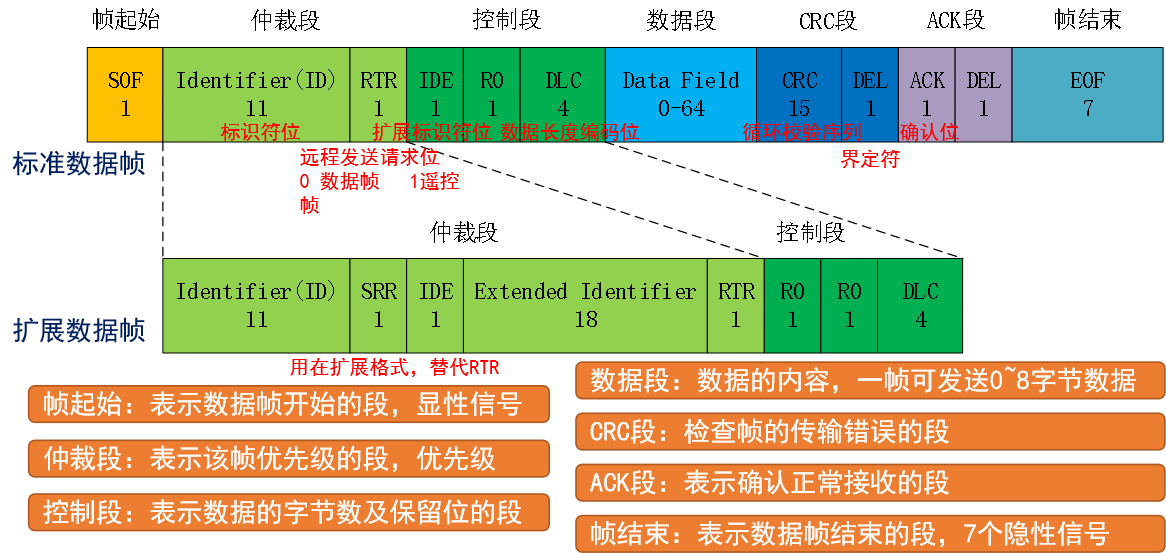 帧起始 仲裁段 控制段 数据段 CRC段 ACK段 帧结束
SOF Identifier(ID) RTR IDE RO DLC Data Field CRC DEL ACK DEL EOF
1 11 1 1 1 4 0-64 15 1 1 1 7
标识符位 扩展标识符位 数据长度编码位 循环校验序列 确认位
标准数据帧
远程发送请求位
0 数据帧 1遥控
帧
界定符
仲裁段 控制段
Identifier(ID) SRR IDE Extended Identifier RTR RO RO DLC
11 1 1 18 1 1 1 4
扩展数据帧
用在扩展格式，替代RTR
帧起始：表示数据帧开始的段，显性信号
仲裁段：表示该帧优先级的段，优先级
控制段：表示数据的字节数及保留位的段
数据段：数据的内容，一帧可发送0~8字节数据
CRC段：检查帧的传输错误的段
ACK段：表示确认正常接收的段
帧结束：表示数据帧结束的段，7个隐性信号